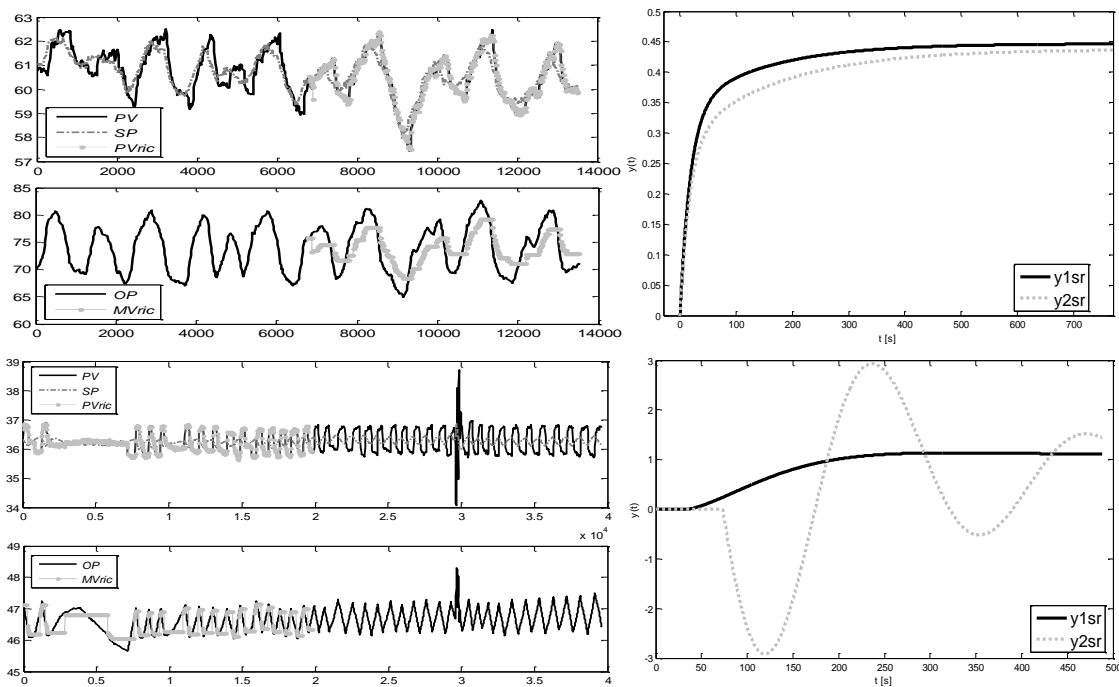 63
62
61
60
59
58
57
PV
SP
PVric
0 2000 4000 6000 8000 10000 12000 14000
85
80
75
70
65
60
OP
MVric
0 2000 4000 6000 8000 10000 12000 14000
0.5
0.45
0.4
0.35
0.3
0.25
0.2
0.15
0.1
0.05
0
y(t)
y1sr
y2sr
0 100 200 300 400 500 600 700
t [s]
39
38
37
36
35
34
PV
SP
PVric
0 0.5 1 1.5 2 2.5 3 3.5 4
x 10⁴
49
48
47
46
45
OP
MVric
0 0.5 1 1.5 2 2.5 3 3.5 4
3
2
1
0
-1
-2
-3
y(t)
y1sr
y2sr
0 50 100 150 200 250 300 350 400 450 500
t [s]